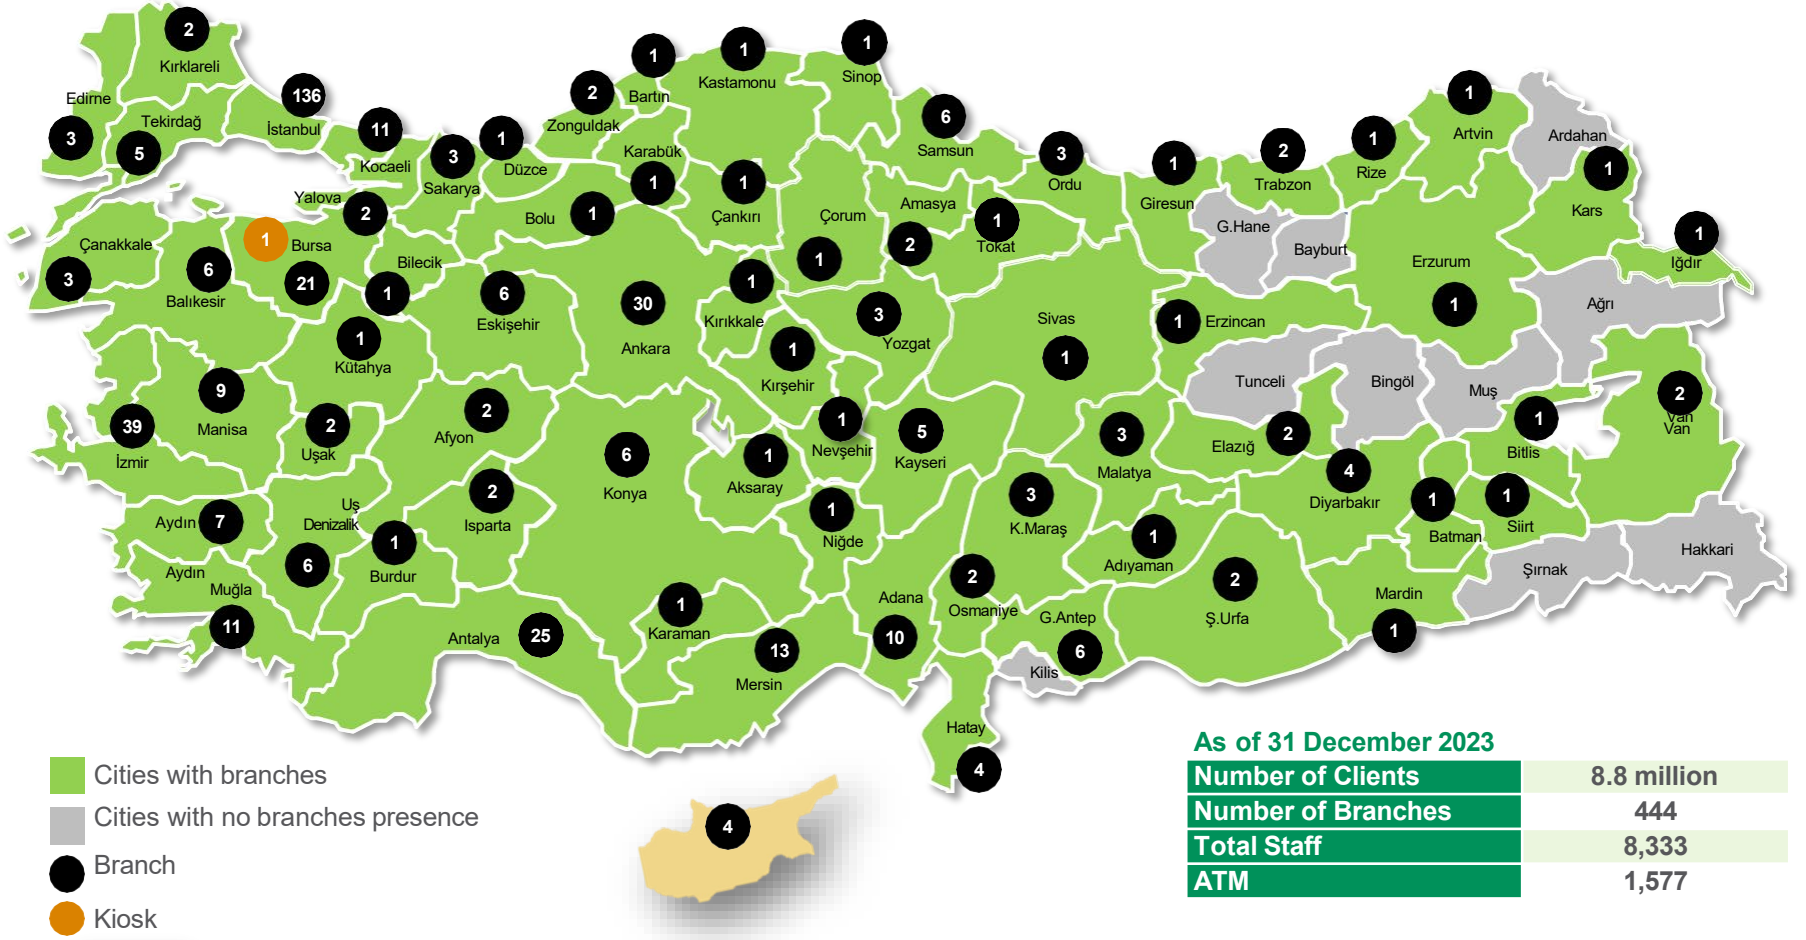 2
Kırklareli
Edirne
3
Tekirdağ
5
136
İstanbul
11
Kocaeli
3
Sakarya
1
Düzce
2
Zonguldak
1
Bartın
1
Kastamonu
1
Sinop
Karabük
1
1
Çankırı
6
Samsun
3
Ordu
1
Giresun
2
Trabzon
1
Rize
1
Artvin
Ardahan
1
Kars
1
Iğdır
Yalova
2
Bolu
1
Çorum
1
Amasya
2
1
Tokat
G.Hane
Bayburt
Erzurum
1
Ağrı
Çanakkale
3
6
Balıkesir
1
Bursa
21
Bilecik
1
6
Eskişehir
30
Ankara
1
Kırıkkale
3
Yozgat
Sivas
1
1
Erzincan
1
Kütahya
1
Kırşehir
Tunceli
Bingöl
Muş
2
Van
Van
39
İzmir
9
Manisa
2
Uşak
2
Afyon
6
Konya
1
Aksaray
1
Nevşehir
5
Kayseri
3
Malatya
Elazığ
2
4
Diyarbakır
1
Bitlis
1
Siirt
1
Batman
Aydın
7
Uş
Denizalik
6
2
Isparta
1
Burdur
1
Niğde
3
K.Maraş
1
Adıyaman
2
Ş.Urfa
Mardin
1
Şırnak
Hakkari
Aydın
Muğla
11
Antalya
25
1
Karaman
13
Mersin
Adana
10
2
Osmaniye
G.Antep
6
Kilis
Hatay
4
4
Cities with branches
Cities with no branches presence
Branch
Kiosk
As of 31 December 2023
Number of Clients 8.8 million
Number of Branches 444
Total Staff 8,333
ATM 1,577